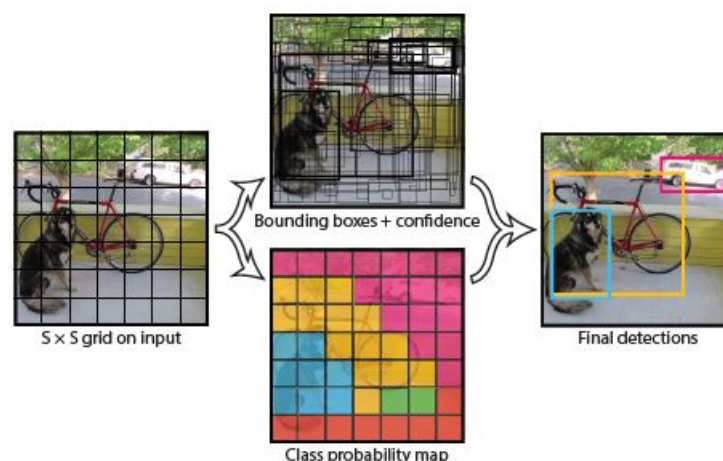 S × S grid on input
Bounding boxes + confidence
Class probability map
Final detections